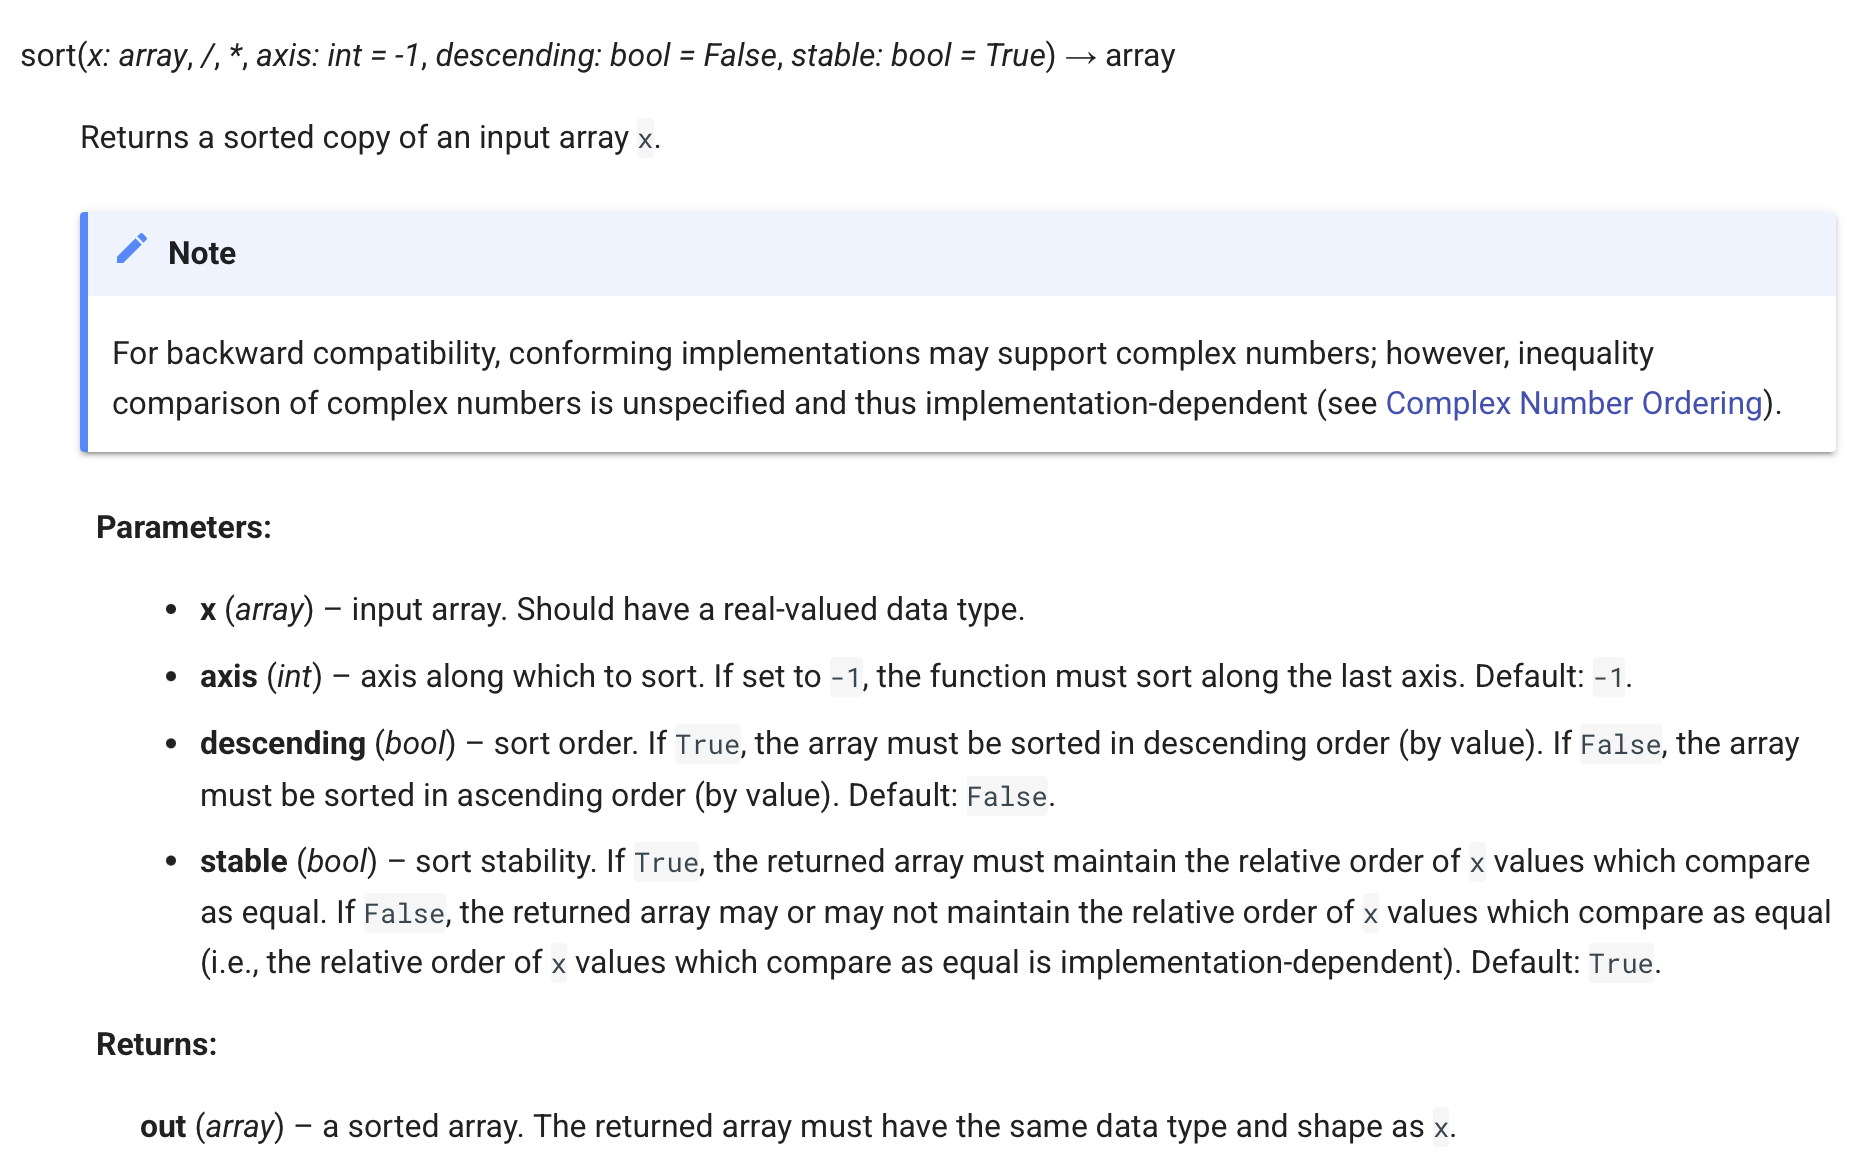 sort(x: array, /, *, axis: int = -1, descending: bool = False, stable: bool = True) → array
Returns a sorted copy of an input array x.
Note
For backward compatibility, conforming implementations may support complex numbers; however, inequality
comparison of complex numbers is unspecified and thus implementation-dependent (see Complex Number Ordering).
Parameters:
• x (array) – input array. Should have a real-valued data type.
• axis (int) – axis along which to sort. If set to -1, the function must sort along the last axis. Default: -1.
• descending (bool) – sort order. If True, the array must be sorted in descending order (by value). If False, the array
must be sorted in ascending order (by value). Default: False.
• stable (bool) – sort stability. If True, the returned array must maintain the relative order of x values which compare
as equal. If False, the returned array may or may not maintain the relative order of x values which compare as equal
(i.e., the relative order of x values which compare as equal is implementation-dependent). Default: True.
Returns:
out (array) – a sorted array. The returned array must have the same data type and shape as x.